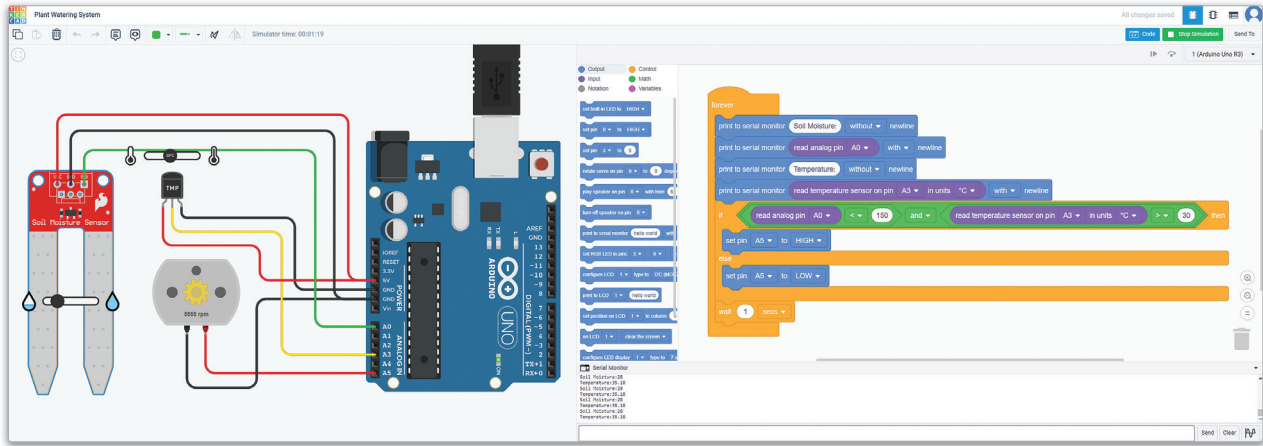 TIN
KER
CAD
Plant Watering System
All changes saved
Simulator time: 00:01:19
Code
Stop Simulation
Send To
1 (Arduino Uno R3)
Soil Moisture Sensor
TMP
5555 rpm
IOREF
RESET
3.3V
5V
GND
GND
Vin
POWER
A0
A1
A2
A3
A4
A5
ANALOG IN
AREF
GND
13
12
~11
~10
~9
8
7
~6
~5
4
~3
2
TX→1
RX←0
DIGITAL (PWM~)
TX
RX
L
ARDUINO
UNO
ON
Output
Control
Input
Math
Notation
Variables
set built-in LED to HIGH
set pin 0 to HIGH
set pin 3 to 0
rotate servo on pin 0 to 0
play speaker on pin 0 with tone
turn off speaker on pin 0
print to serial monitor hello world
set RGB LED in pins 3
configure LCD 1 type to I2C
print to LCD 1 hello world
set position on LCD 1 to column
on LCD 1 clear the screen
configure LED display 1 type to
forever
print to serial monitor Soil Moisture: without newline
print to serial monitor read analog pin A0 with newline
print to serial monitor Temperature: without newline
print to serial monitor read temperature sensor on pin A3 in units °C with newline
if read analog pin A0 < 150 and read temperature sensor on pin A3 in units °C > 30 then
set pin A5 to HIGH
else
set pin A5 to LOW
wait 1 secs
Serial Monitor
Soil Moisture:28
Temperature:35.18
Soil Moisture:28
Temperature:35.18
Soil Moisture:28
Temperature:35.18
Soil Moisture:28
Temperature:35.18
Send
Clear